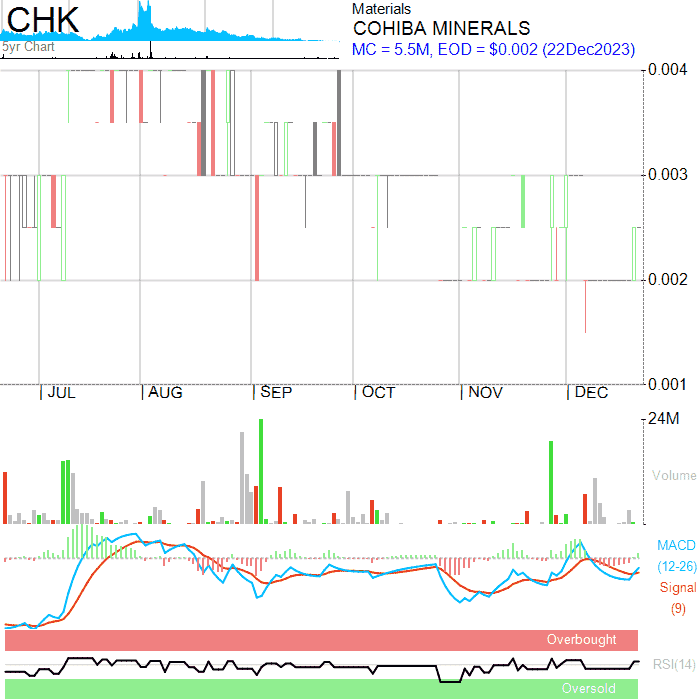 CHK
5yr Chart
Materials
COHIBA MINERALS
MC = 5.5M, EOD = $0.002 (22Dec2023)
0.004
0.003
0.002
0.001
JUL AUG SEP OCT NOV DEC
24M
Volume
MACD
(12-26)
Signal
(9)
Overbought
RSI(14)
Oversold